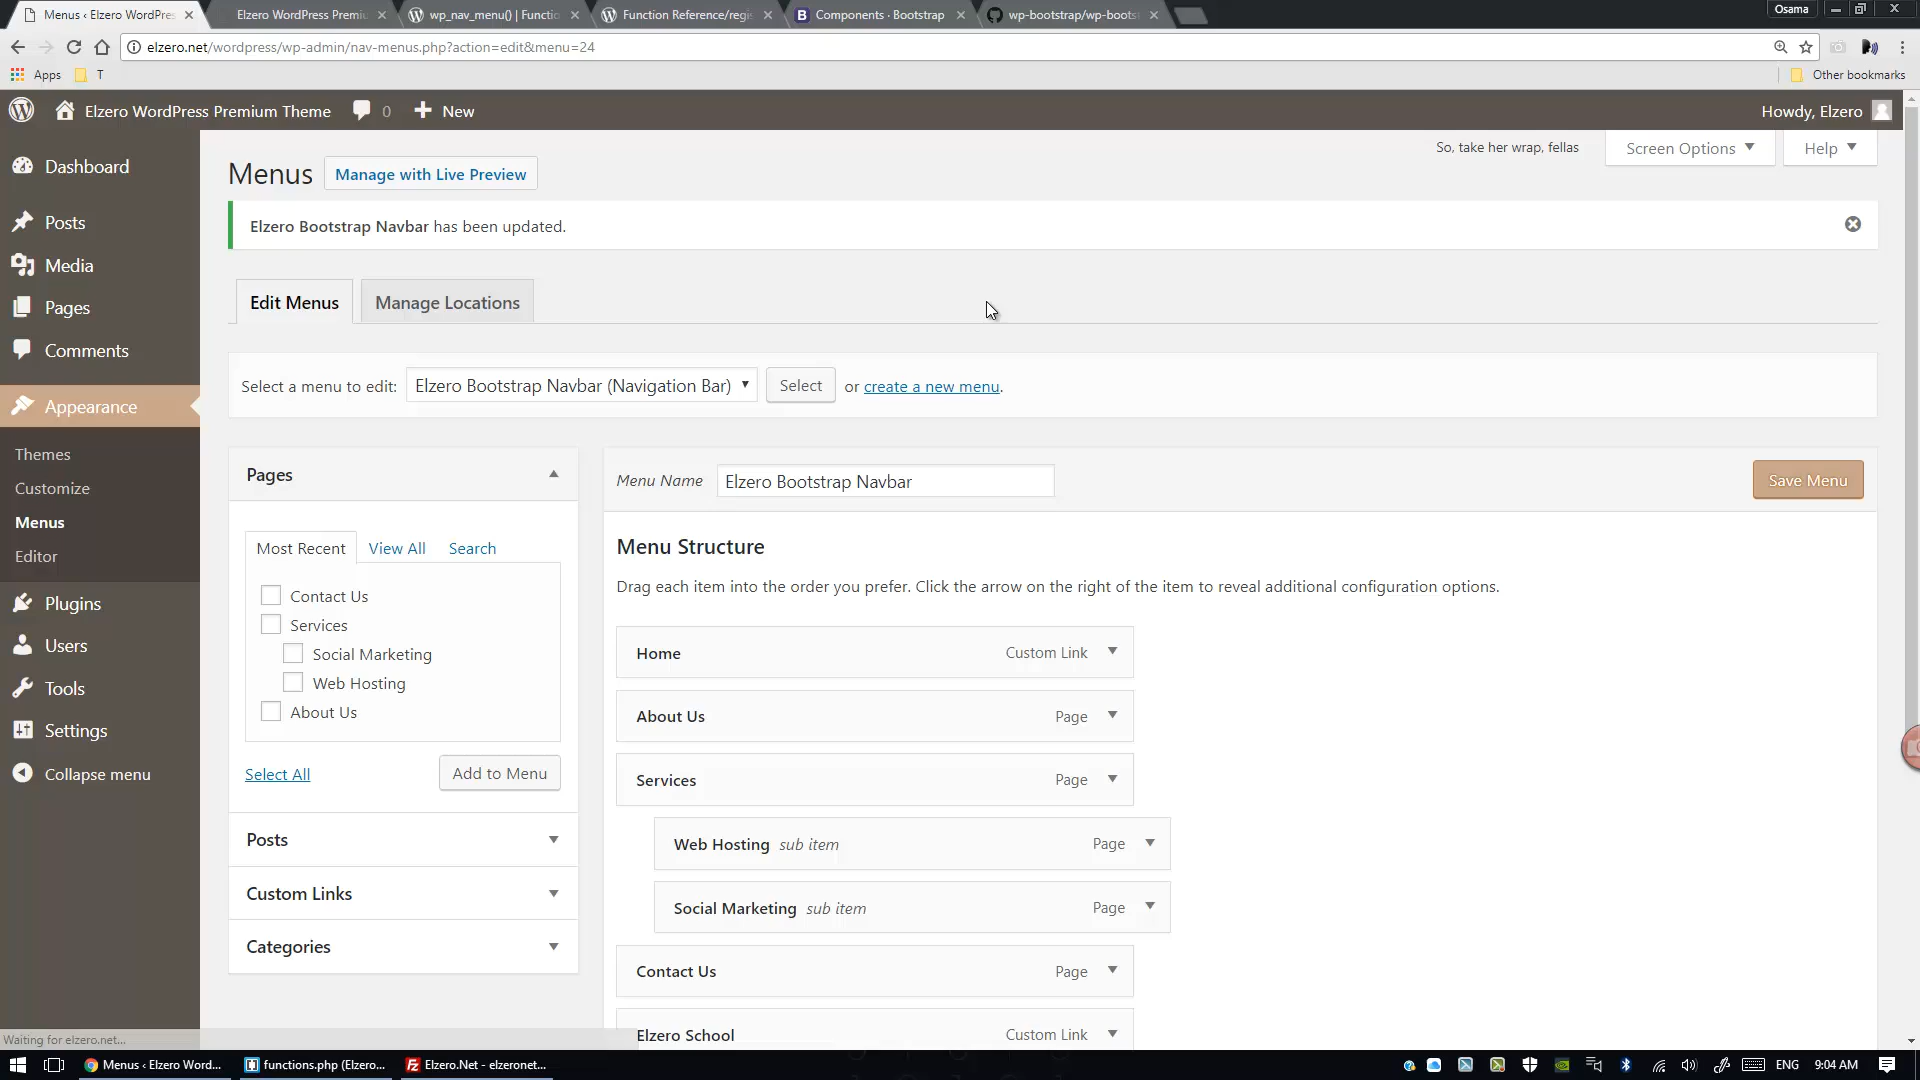 Menus ‹ Elzero WordPres
Elzero WordPress Premiu
wp_nav_menu() | Functio
Function Reference/regis
Components · Bootstrap
wp-bootstrap/wp-bootst
Osama
elzero.net/wordpress/wp-admin/nav-menus.php?action=edit&menu=24
Apps
T
Other bookmarks
Elzero WordPress Premium Theme
0
New
Howdy, Elzero
Dashboard
Posts
Media
Pages
Comments
Appearance
Themes
Customize
Menus
Editor
Plugins
Users
Tools
Settings
Collapse menu
So, take her wrap, fellas
Screen Options
Help
Menus
Manage with Live Preview
Elzero Bootstrap Navbar has been updated.
Edit Menus
Manage Locations
Select a menu to edit:
Elzero Bootstrap Navbar (Navigation Bar)
Select
or create a new menu.
Pages
Most Recent
View All
Search
Contact Us
Services
Social Marketing
Web Hosting
About Us
Select All
Add to Menu
Posts
Custom Links
Categories
Menu Name
Elzero Bootstrap Navbar
Save Menu
Menu Structure
Drag each item into the order you prefer. Click the arrow on the right of the item to reveal additional configuration options.
Home
Custom Link
About Us
Page
Services
Page
Web Hosting sub item
Page
Social Marketing sub item
Page
Contact Us
Page
Elzero School
Custom Link
Waiting for elzero.net...
Menus ‹ Elzero Word...
functions.php (Elzero...
Elzero.Net - elzeronet...
ENG
9:04 AM